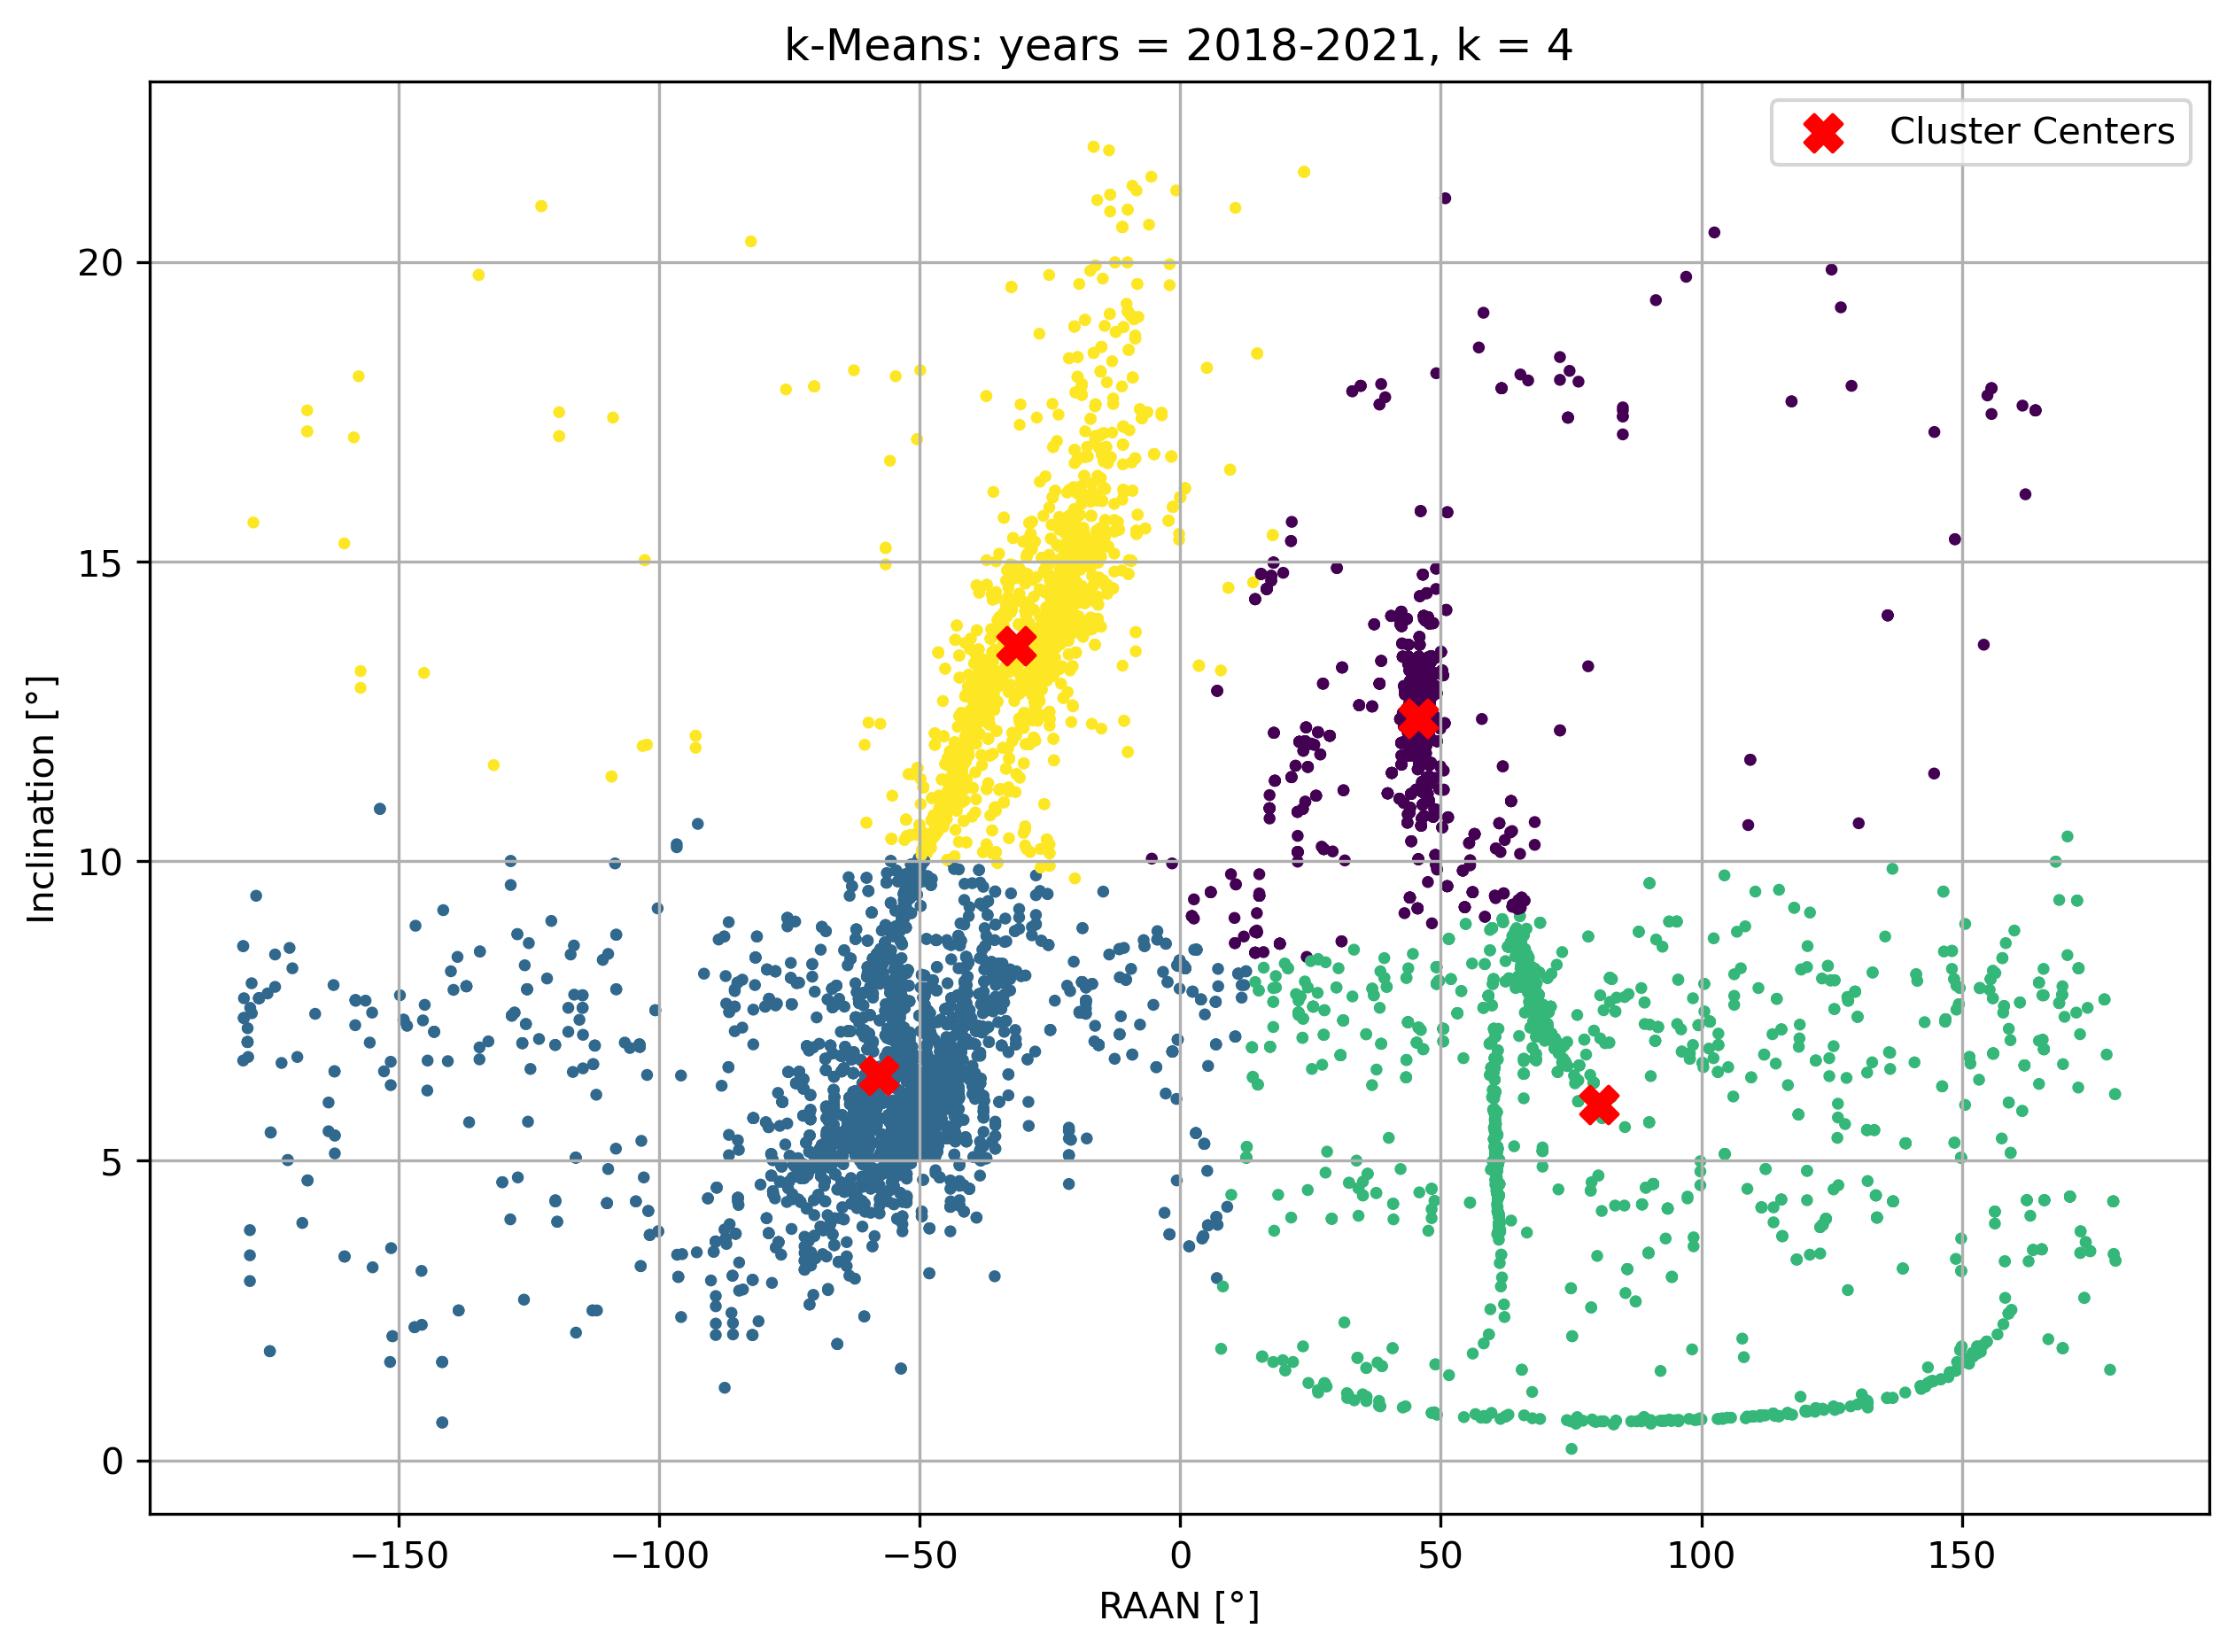 k-Means: years = 2018-2021, k = 4
Cluster Centers
20
15
10
5
0
Inclination [°]
−150 −100 −50 0 50 100 150
RAAN [°]